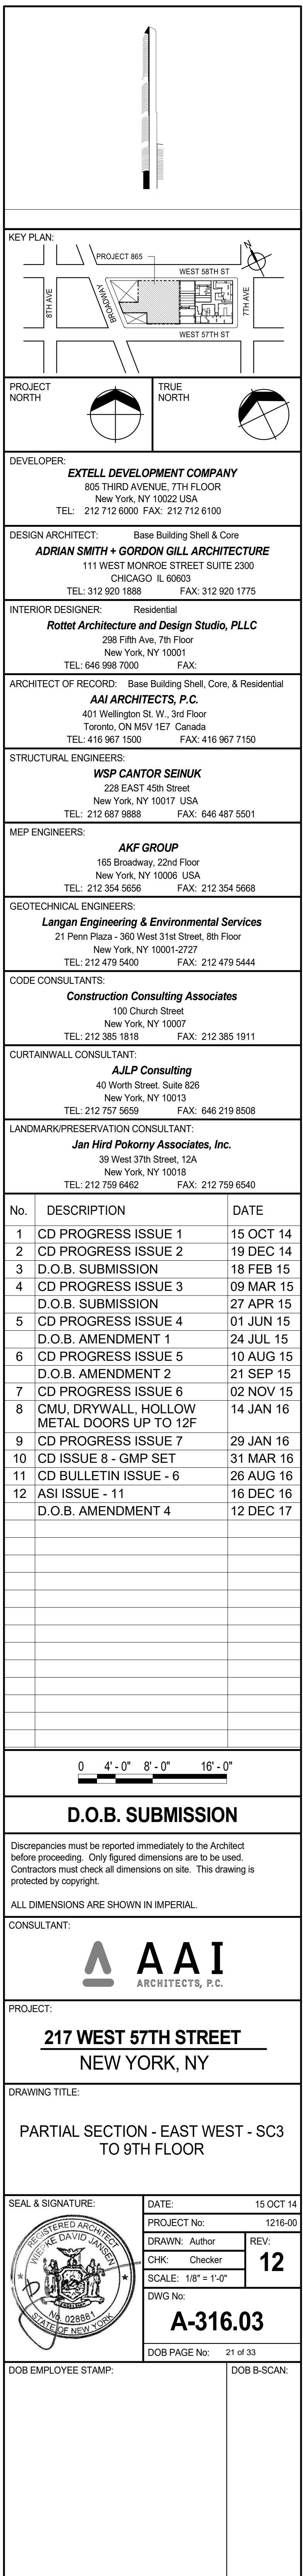 KEY PLAN:
PROJECT 865
N
WEST 58TH ST
8TH AVE
BROADWAY
7TH AVE
WEST 57TH ST
PROJECT
NORTH
TRUE
NORTH
DEVELOPER:
EXTELL DEVELOPMENT COMPANY
805 THIRD AVENUE, 7TH FLOOR
New York, NY 10022 USA
TEL: 212 712 6000 FAX: 212 712 6100
DESIGN ARCHITECT: Base Building Shell & Core
ADRIAN SMITH + GORDON GILL ARCHITECTURE
111 WEST MONROE STREET SUITE 2300
CHICAGO IL 60603
TEL: 312 920 1888 FAX: 312 920 1775
INTERIOR DESIGNER: Residential
Rottet Architecture and Design Studio, PLLC
298 Fifth Ave, 7th Floor
New York, NY 10001
TEL: 646 998 7000 FAX:
ARCHITECT OF RECORD: Base Building Shell, Core, & Residential
AAI ARCHITECTS, P.C.
401 Wellington St. W., 3rd Floor
Toronto, ON M5V 1E7 Canada
TEL: 416 967 1500 FAX: 416 967 7150
STRUCTURAL ENGINEERS:
WSP CANTOR SEINUK
228 EAST 45th Street
New York, NY 10017 USA
TEL: 212 687 9888 FAX: 646 487 5501
MEP ENGINEERS:
AKF GROUP
165 Broadway, 22nd Floor
New York, NY 10006 USA
TEL: 212 354 5656 FAX: 212 354 5668
GEOTECHNICAL ENGINEERS:
Langan Engineering & Environmental Services
21 Penn Plaza - 360 West 31st Street, 8th Floor
New York, NY 10001-2727
TEL: 212 479 5400 FAX: 212 479 5444
CODE CONSULTANTS:
Construction Consulting Associates
100 Church Street
New York, NY 10007
TEL: 212 385 1818 FAX: 212 385 1911
CURTAINWALL CONSULTANT:
AJLP Consulting
40 Worth Street. Suite 826
New York, NY 10013
TEL: 212 757 5659 FAX: 646 219 8508
LANDMARK/PRESERVATION CONSULTANT:
Jan Hird Pokorny Associates, Inc.
39 West 37th Street, 12A
New York, NY 10018
TEL: 212 759 6462 FAX: 212 759 6540
No. DESCRIPTION DATE
1 CD PROGRESS ISSUE 1 15 OCT 14
2 CD PROGRESS ISSUE 2 19 DEC 14
3 D.O.B. SUBMISSION 18 FEB 15
4 CD PROGRESS ISSUE 3 09 MAR 15
D.O.B. SUBMISSION 27 APR 15
5 CD PROGRESS ISSUE 4 01 JUN 15
D.O.B. AMENDMENT 1 24 JUL 15
6 CD PROGRESS ISSUE 5 10 AUG 15
D.O.B. AMENDMENT 2 21 SEP 15
7 CD PROGRESS ISSUE 6 02 NOV 15
8 CMU, DRYWALL, HOLLOW 14 JAN 16
METAL DOORS UP TO 12F
9 CD PROGRESS ISSUE 7 29 JAN 16
10 CD ISSUE 8 - GMP SET 31 MAR 16
11 CD BULLETIN ISSUE - 6 26 AUG 16
12 ASI ISSUE - 11 16 DEC 16
D.O.B. AMENDMENT 4 12 DEC 17
0 4' - 0" 8' - 0" 16' - 0"
D.O.B. SUBMISSION
Discrepancies must be reported immediately to the Architect
before proceeding. Only figured dimensions are to be used.
Contractors must check all dimensions on site. This drawing is
protected by copyright.
ALL DIMENSIONS ARE SHOWN IN IMPERIAL.
CONSULTANT:
AAI
ARCHITECTS, P.C.
PROJECT:
217 WEST 57TH STREET
NEW YORK, NY
DRAWING TITLE:
PARTIAL SECTION - EAST WEST - SC3
TO 9TH FLOOR
SEAL & SIGNATURE:
REGISTERED ARCHITECT
DAVID JANSEN
No. 028881
STATE OF NEW YORK
DATE: 15 OCT 14
PROJECT No: 1216-00
DRAWN: Author REV:
CHK: Checker 12
SCALE: 1/8" = 1'-0"
DWG No:
A-316.03
DOB PAGE No: 21 of 33
DOB EMPLOYEE STAMP: DOB B-SCAN: